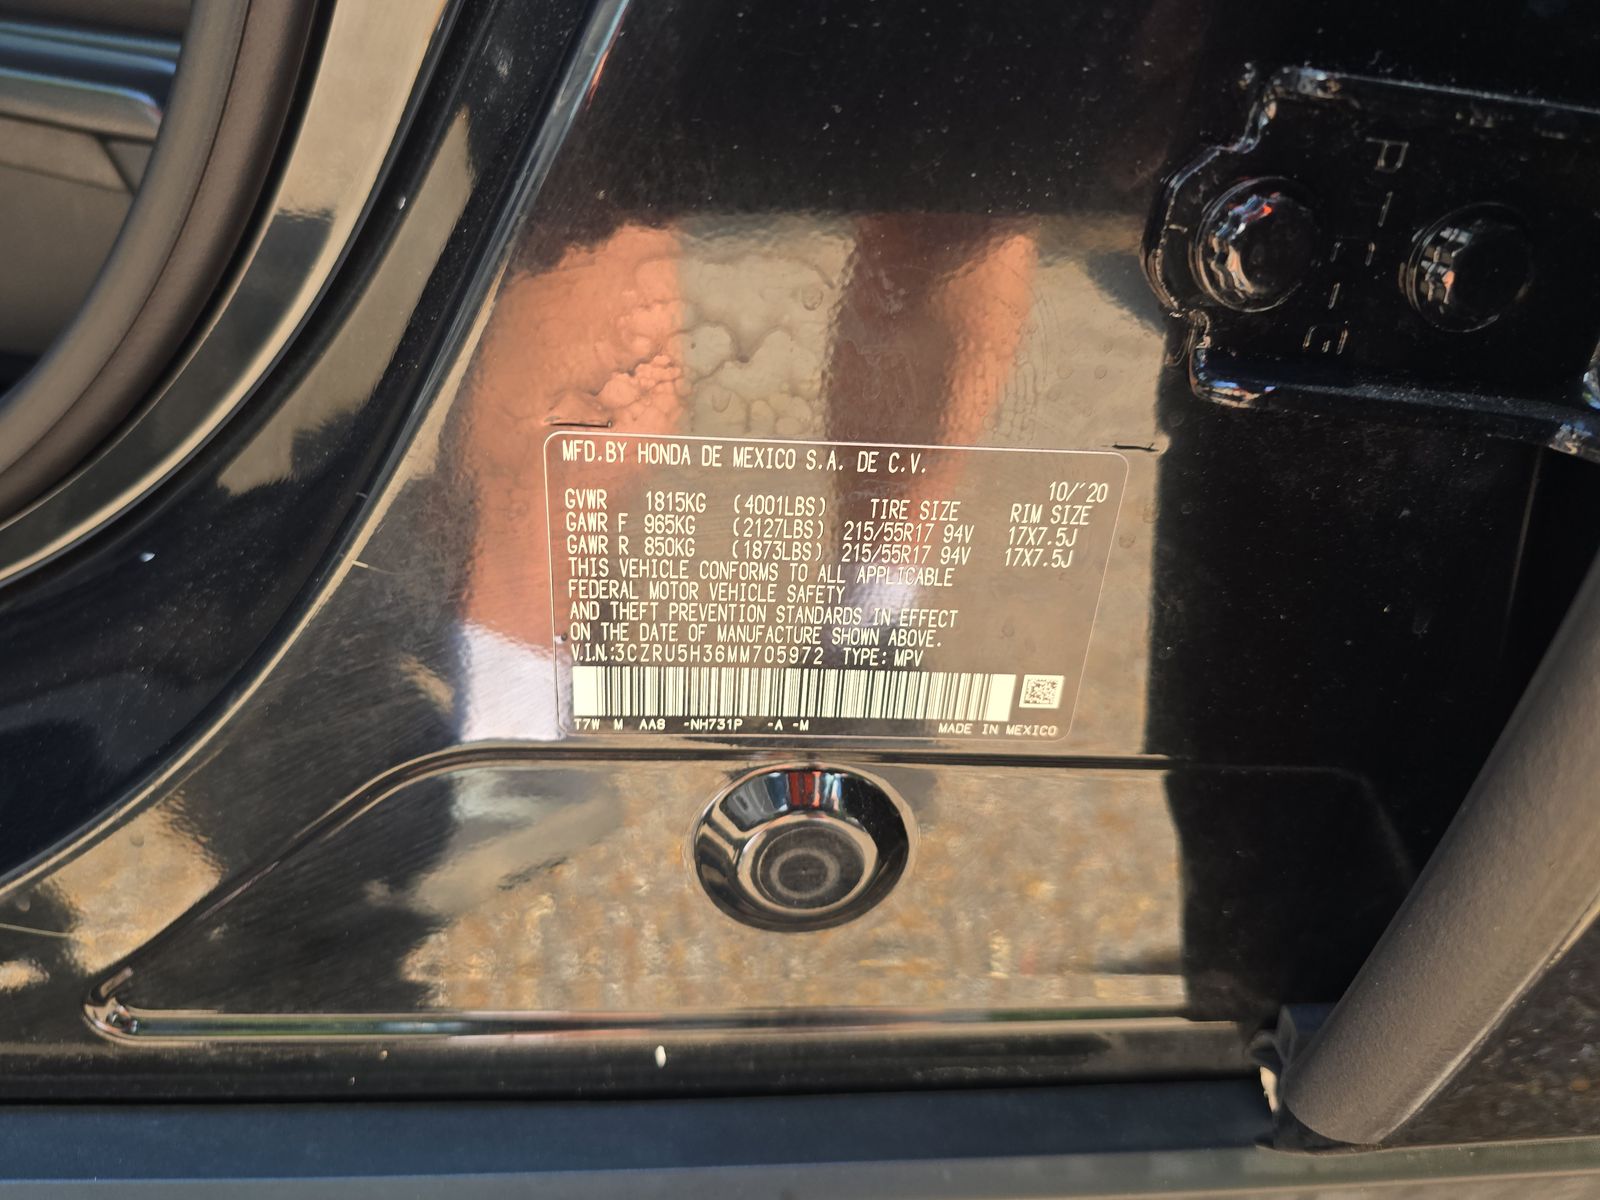 MFD.BY HONDA DE MEXICO S.A. DE C.V.
10/'20
GVWR 1815KG (4001LBS) TIRE SIZE RIM SIZE
GAWR F 965KG (2127LBS) 215/55R17 94V 17X7.5J
GAWR R 850KG (1873LBS) 215/55R17 94V 17X7.5J
THIS VEHICLE CONFORMS TO ALL APPLICABLE
FEDERAL MOTOR VEHICLE SAFETY
AND THEFT PREVENTION STANDARDS IN EFFECT
ON THE DATE OF MANUFACTURE SHOWN ABOVE.
V.I.N.:3CZRU5H36MM705972 TYPE: MPV
T7W M AA8 -NH731P -A -M MADE IN MEXICO